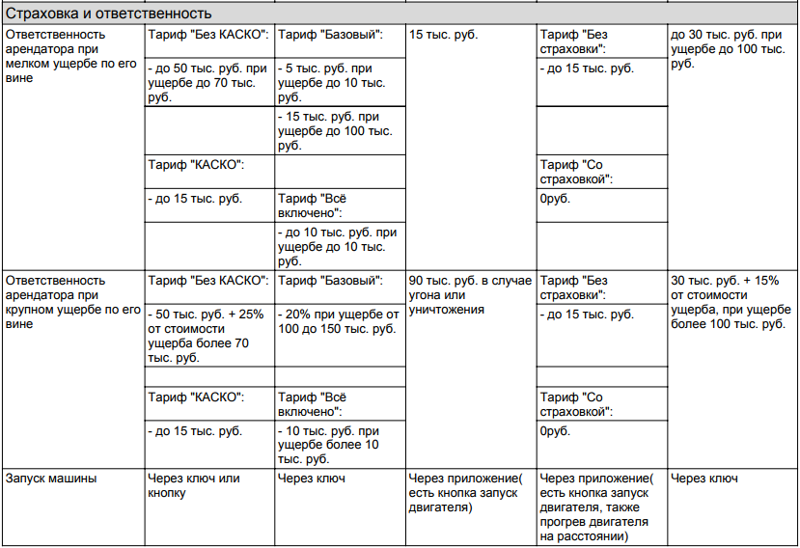 Страховка и ответственность
Ответственность
арендатора при
мелком ущербе по его
вине
Тариф "Без КАСКО":
- до 50 тыс. руб. при
ущербе до 70 тыс.
руб.
Тариф "КАСКО":
- до 15 тыс. руб.
Тариф "Базовый":
- 5 тыс. руб. при
ущербе до 10 тыс.
руб.
- 15 тыс. руб. при
ущербе до 100 тыс.
руб.
Тариф "Всё
включено":
- до 10 тыс. руб. при
ущербе до 10 тыс.
руб.
15 тыс. руб.
Тариф "Без
страховки":
- до 15 тыс. руб.
Тариф "Со
страховкой":
0руб.
до 30 тыс. руб. при
ущербе до 100 тыс.
руб.
Ответственность
арендатора при
крупном ущербе по его
вине
Тариф "Без КАСКО":
- 50 тыс. руб. + 25%
от стоимости
ущерба более 70
тыс. руб.
Тариф "КАСКО":
- до 15 тыс. руб.
Тариф "Базовый":
- 20% при ущербе от
100 до 150 тыс. руб.
Тариф "Всё
включено":
- 10 тыс. руб. при
ущербе более 10
тыс. руб.
90 тыс. руб. в случае
угона или
уничтожения
Тариф "Без
страховки":
- до 15 тыс. руб.
Тариф "Со
страховкой":
0руб.
30 тыс. руб. + 15%
от стоимости
ущерба, при ущербе
более 100 тыс. руб.
Запуск машины
Через ключ или
кнопку
Через ключ
Через приложение(
есть кнопка запуск
двигателя)
Через приложение(
есть кнопка запуск
двигателя, также
прогрев двигателя
на расстоянии)
Через ключ